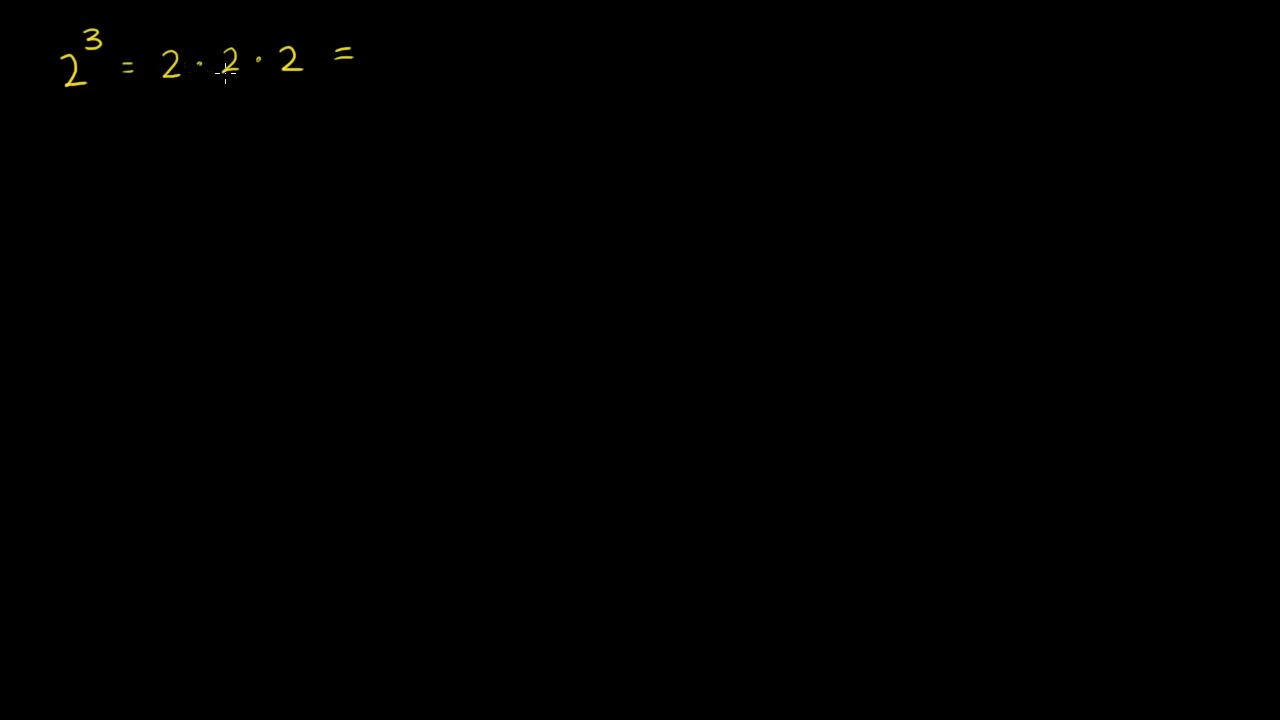 2³ = 2 · 2 · 2 =